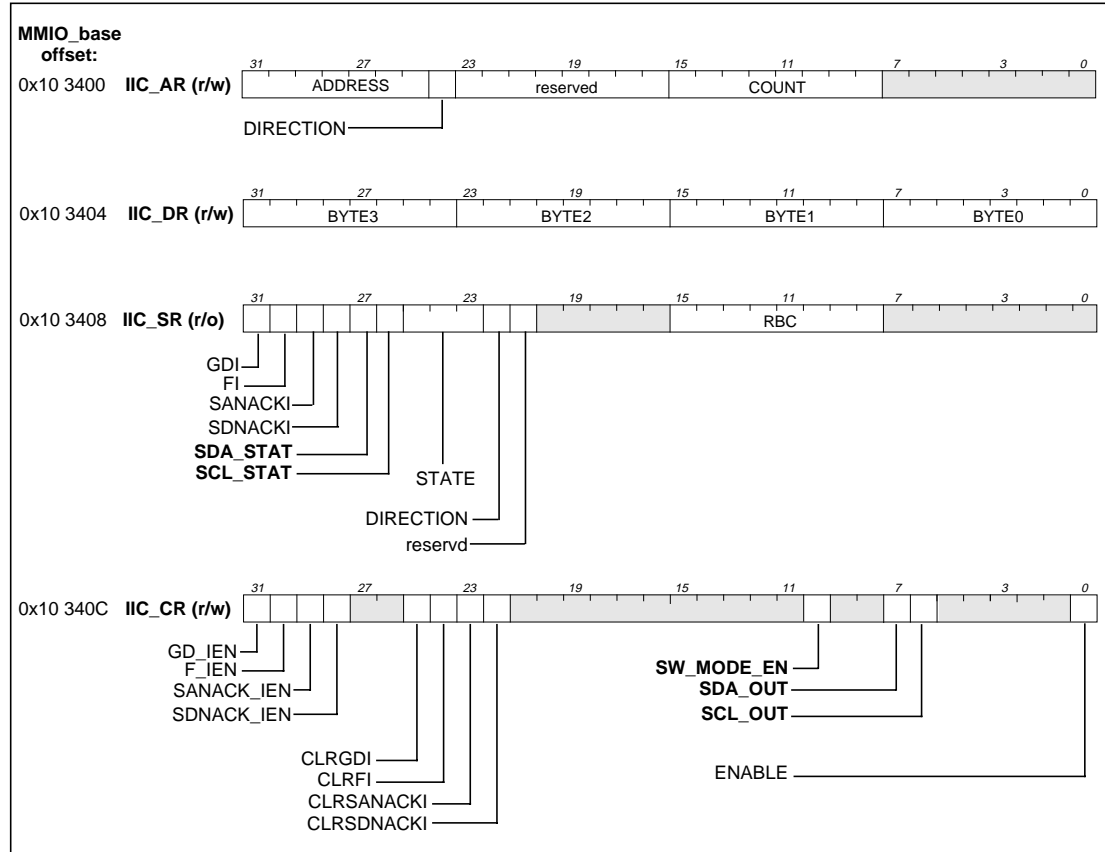 MMIO_base
offset:
31 27 23 19 15 11 7 3 0
0x10 3400 IIC_AR (r/w) ADDRESS reserved COUNT
DIRECTION
31 27 23 19 15 11 7 3 0
0x10 3404 IIC_DR (r/w) BYTE3 BYTE2 BYTE1 BYTE0
31 27 23 19 15 11 7 3 0
0x10 3408 IIC_SR (r/o) RBC
GDI
FI
SANACKI
SDNACKI
SDA_STAT
SCL_STAT
STATE
DIRECTION
reservd
31 27 23 19 15 11 7 3 0
0x10 340C IIC_CR (r/w)
GD_IEN
F_IEN
SANACK_IEN
SDNACK_IEN
SW_MODE_EN
SDA_OUT
SCL_OUT
CLRGDI
CLRFI
CLRSANACKI
CLRSDNACKI
ENABLE